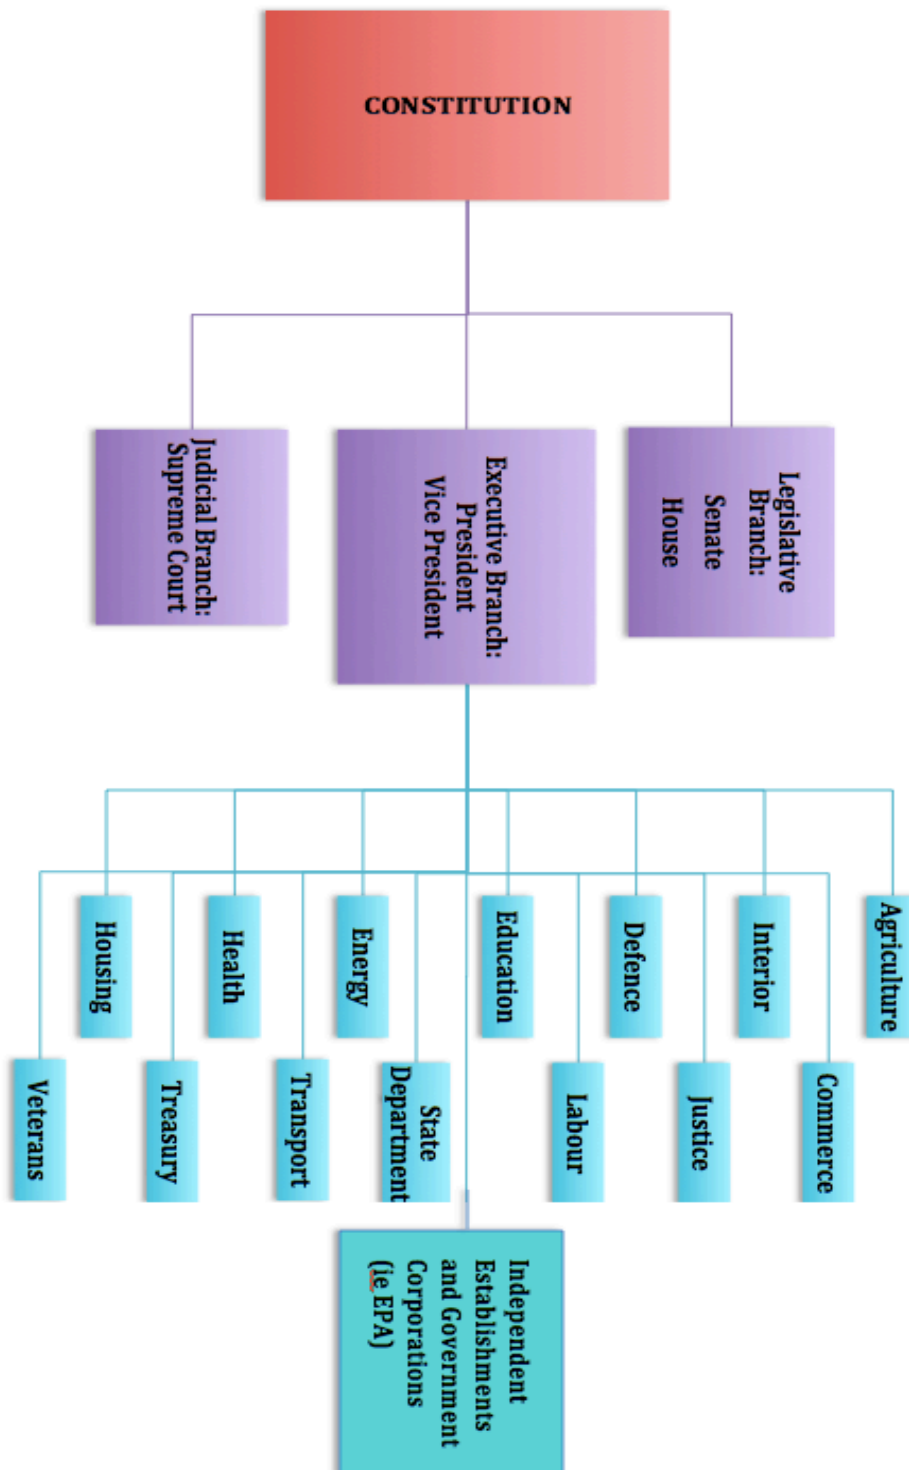 CONSTITUTION
Judicial Branch:
Supreme Court
Executive Branch:
President
Vice President
Legislative
Branch:
Senate
House
Housing
Health
Energy
Education
Defence
Interior
Agriculture
Veterans
Treasury
Transport
State
Department
Labour
Justice
Commerce
Independent
Establishments
and Government
Corporations
(ie EPA)